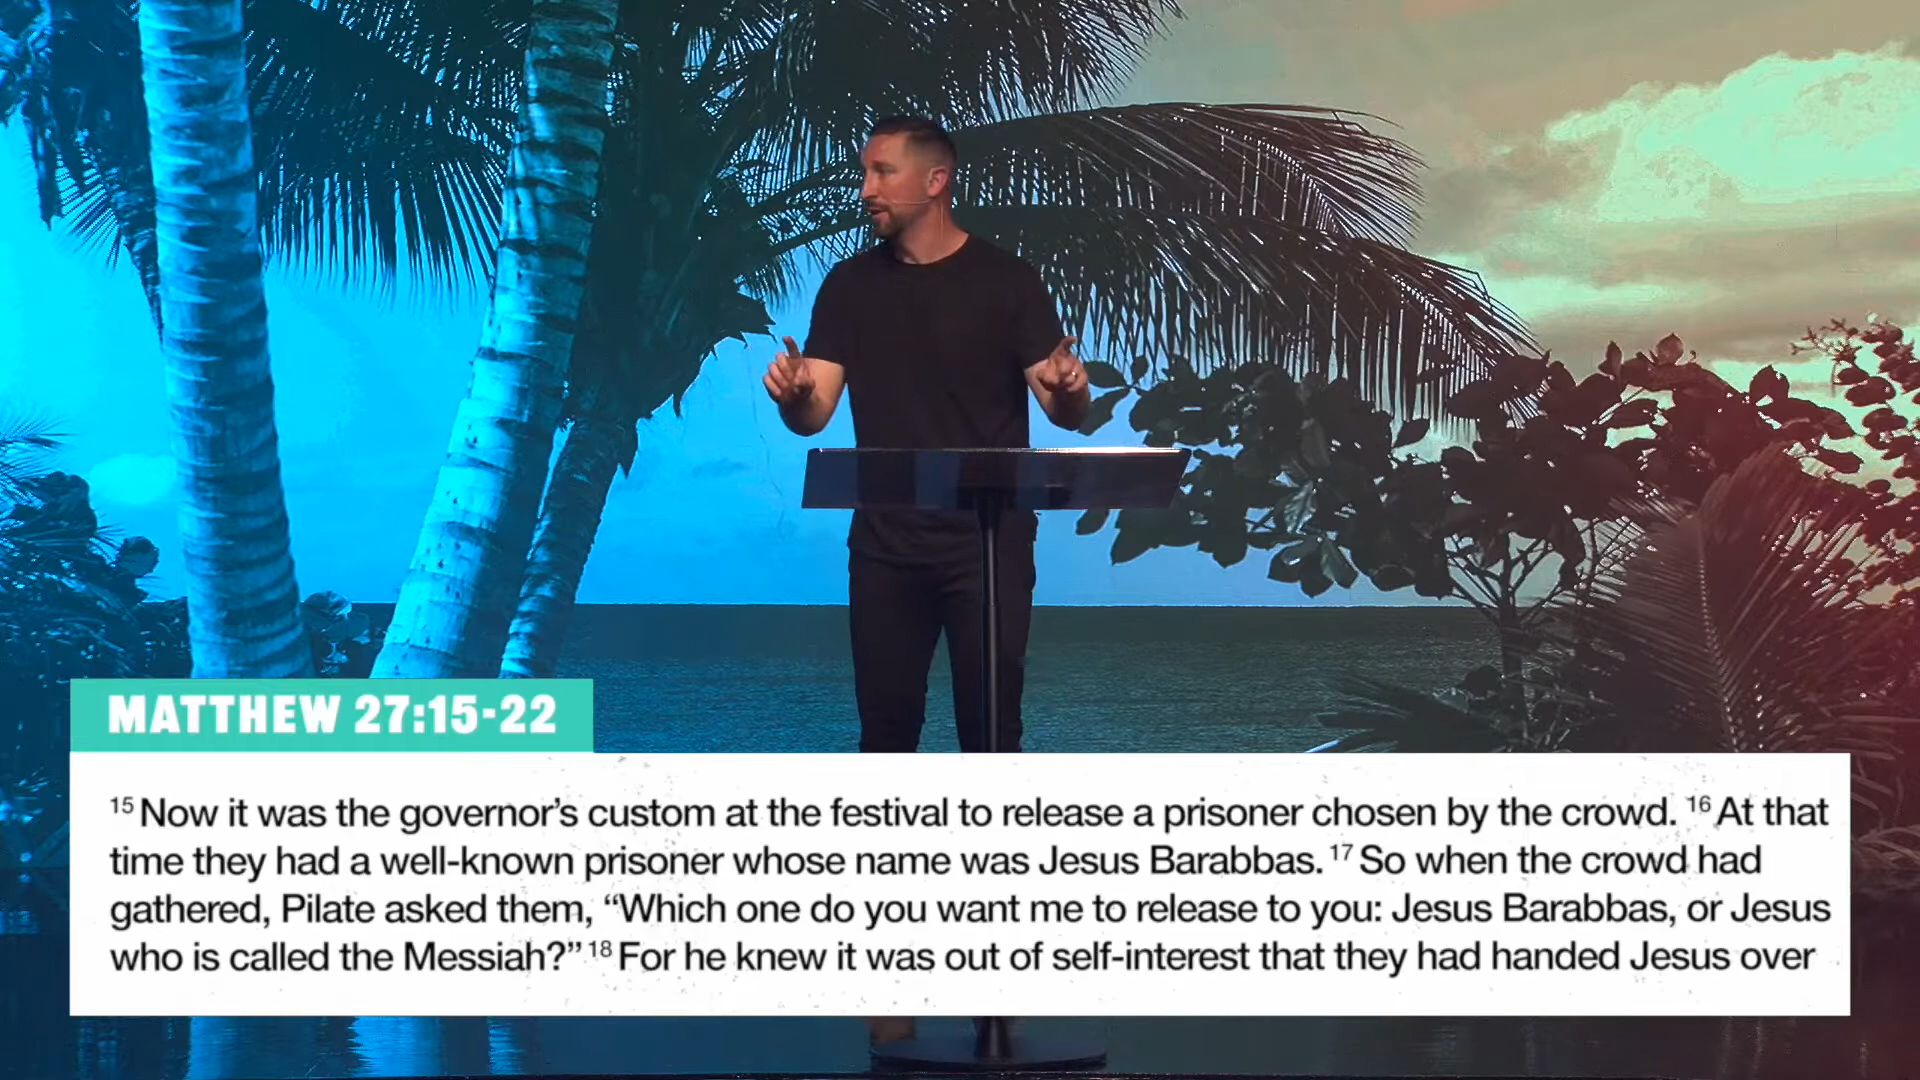 MATTHEW 27:15-22
15 Now it was the governor’s custom at the festival to release a prisoner chosen by the crowd. 16 At that
time they had a well-known prisoner whose name was Jesus Barabbas. 17 So when the crowd had
gathered, Pilate asked them, “Which one do you want me to release to you: Jesus Barabbas, or Jesus
who is called the Messiah?” 18 For he knew it was out of self-interest that they had handed Jesus over